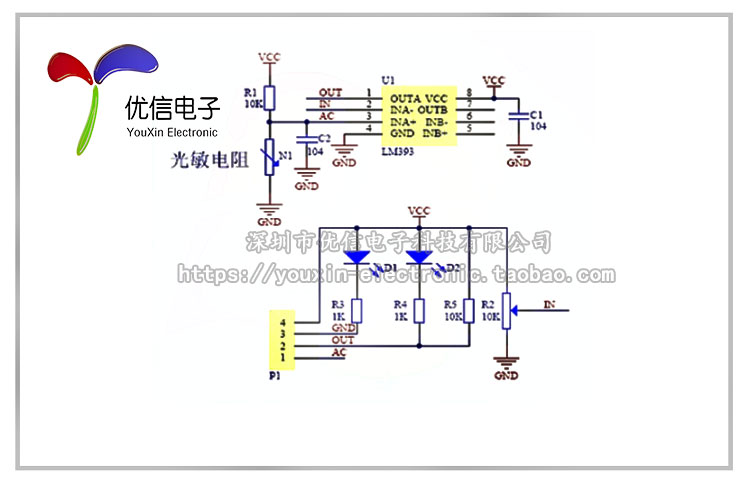 优信电子
YouXin Electronic
VCC
R1
10K
光敏电阻
N1
GND
C2
104
GND
OUT
IN
AC
GND
U1
1
2
3
4
OUTA VCC
INA- OUTB
INA+ INB-
GND INB+
8
7
6
5
LM393
VCC
C1
104
GND
VCC
深圳市优信电子科技有限公司
https://youxin-electronic.taobao.com
D1
D2
R3
1K
R4
1K
R5
10K
R2
10K
IN
GND
4
3
2
1
GND
OUT
AC
P1